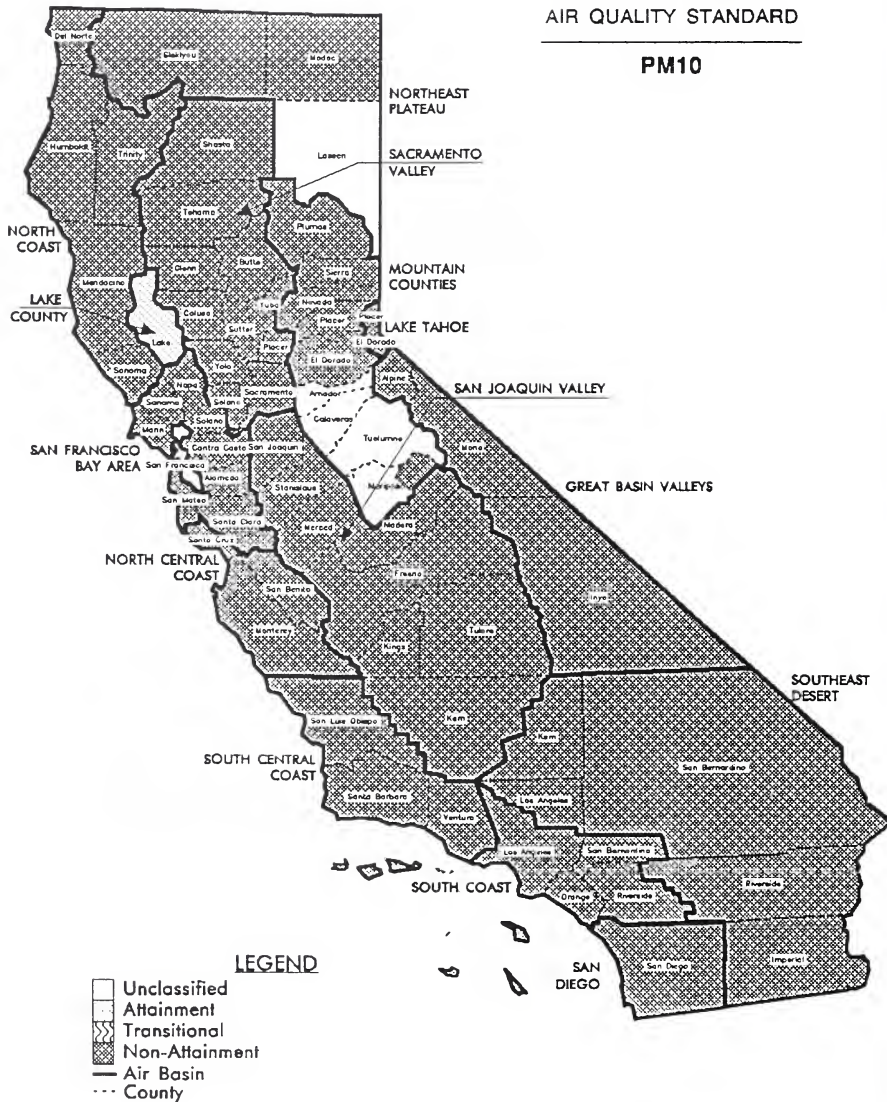 AIR QUALITY STANDARD
PM10
Del Norte
Siskiyou
Modoc
NORTHEAST
PLATEAU
Humboldt
Trinity
Shasta
Lassen
SACRAMENTO
VALLEY
Tehama
Plumas
NORTH
COAST
Mendocino
Glenn
Butte
Sierra
MOUNTAIN
COUNTIES
LAKE
COUNTY
Lake
Colusa
Yuba
Nevada
Placer
Placer
LAKE TAHOE
Sutter
Placer
El Dorado
El Dorado
Sonoma
Napa
Yolo
Sonoma
Solano
Sacramento
Amador
Alpine
SAN JOAQUIN VALLEY
Marin
Solano
Calaveras
Tuolumne
Mono
SAN FRANCISCO
BAY AREA
Contra Costa
San Joaquin
San Francisco
Alameda
Stanislaus
Mariposa
GREAT BASIN VALLEYS
San Mateo
Santa Clara
Merced
Madera
Santa Cruz
NORTH CENTRAL
COAST
Fresno
San Benito
Inyo
Monterey
Kings
Tulare
SOUTHEAST
DESERT
San Luis Obispo
Kern
Kern
San Bernardino
SOUTH CENTRAL
COAST
Santa Barbara
Ventura
Los Angeles
Los Angeles
San Bernardino
SOUTH COAST
Orange
Riverside
Riverside
SAN
DIEGO
San Diego
Imperial
LEGEND
Unclassified
Attainment
Transitional
Non-Attainment
Air Basin
County